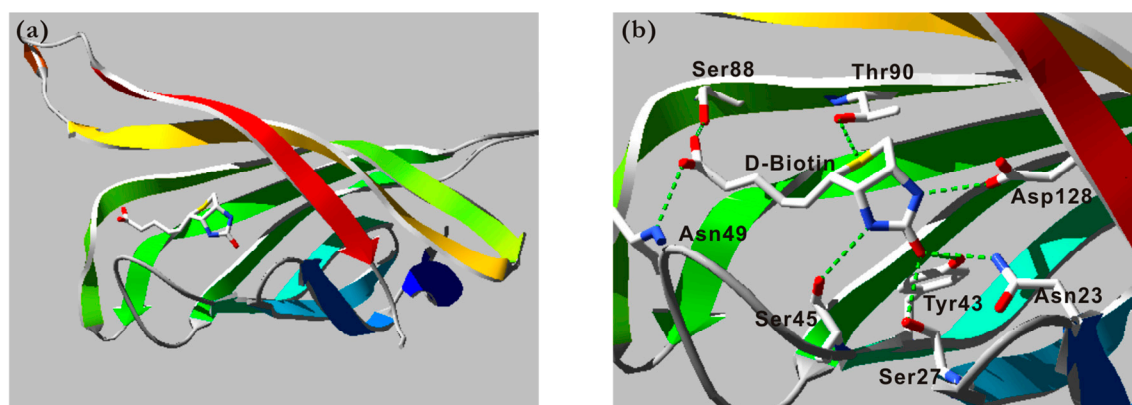 (a)
(b)
Ser88
Thr90
D-Biotin
Asp128
Asn49
Tyr43
Asn23
Ser45
Ser27